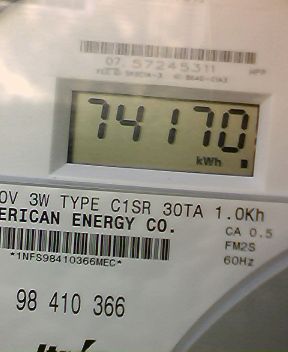 07 57245311
74170
kWh
0V 3W TYPE C1SR 30TA 1.0Kh
ERICAN ENERGY CO.
CA 0.5
FM2S
60Hz
*1NFS98410366MEC*
98 410 366